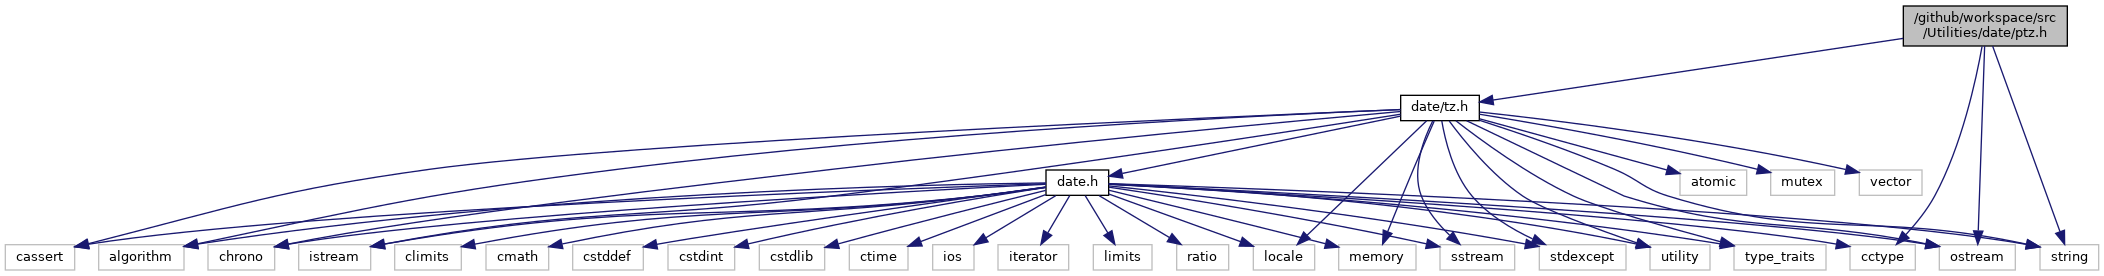 /github/workspace/src
/Utilities/date/ptz.h
date/tz.h
date.h
atomic
mutex
vector
cassert
algorithm
chrono
istream
climits
cmath
cstddef
cstdint
cstdlib
ctime
ios
iterator
limits
ratio
locale
memory
sstream
stdexcept
utility
type_traits
cctype
ostream
string